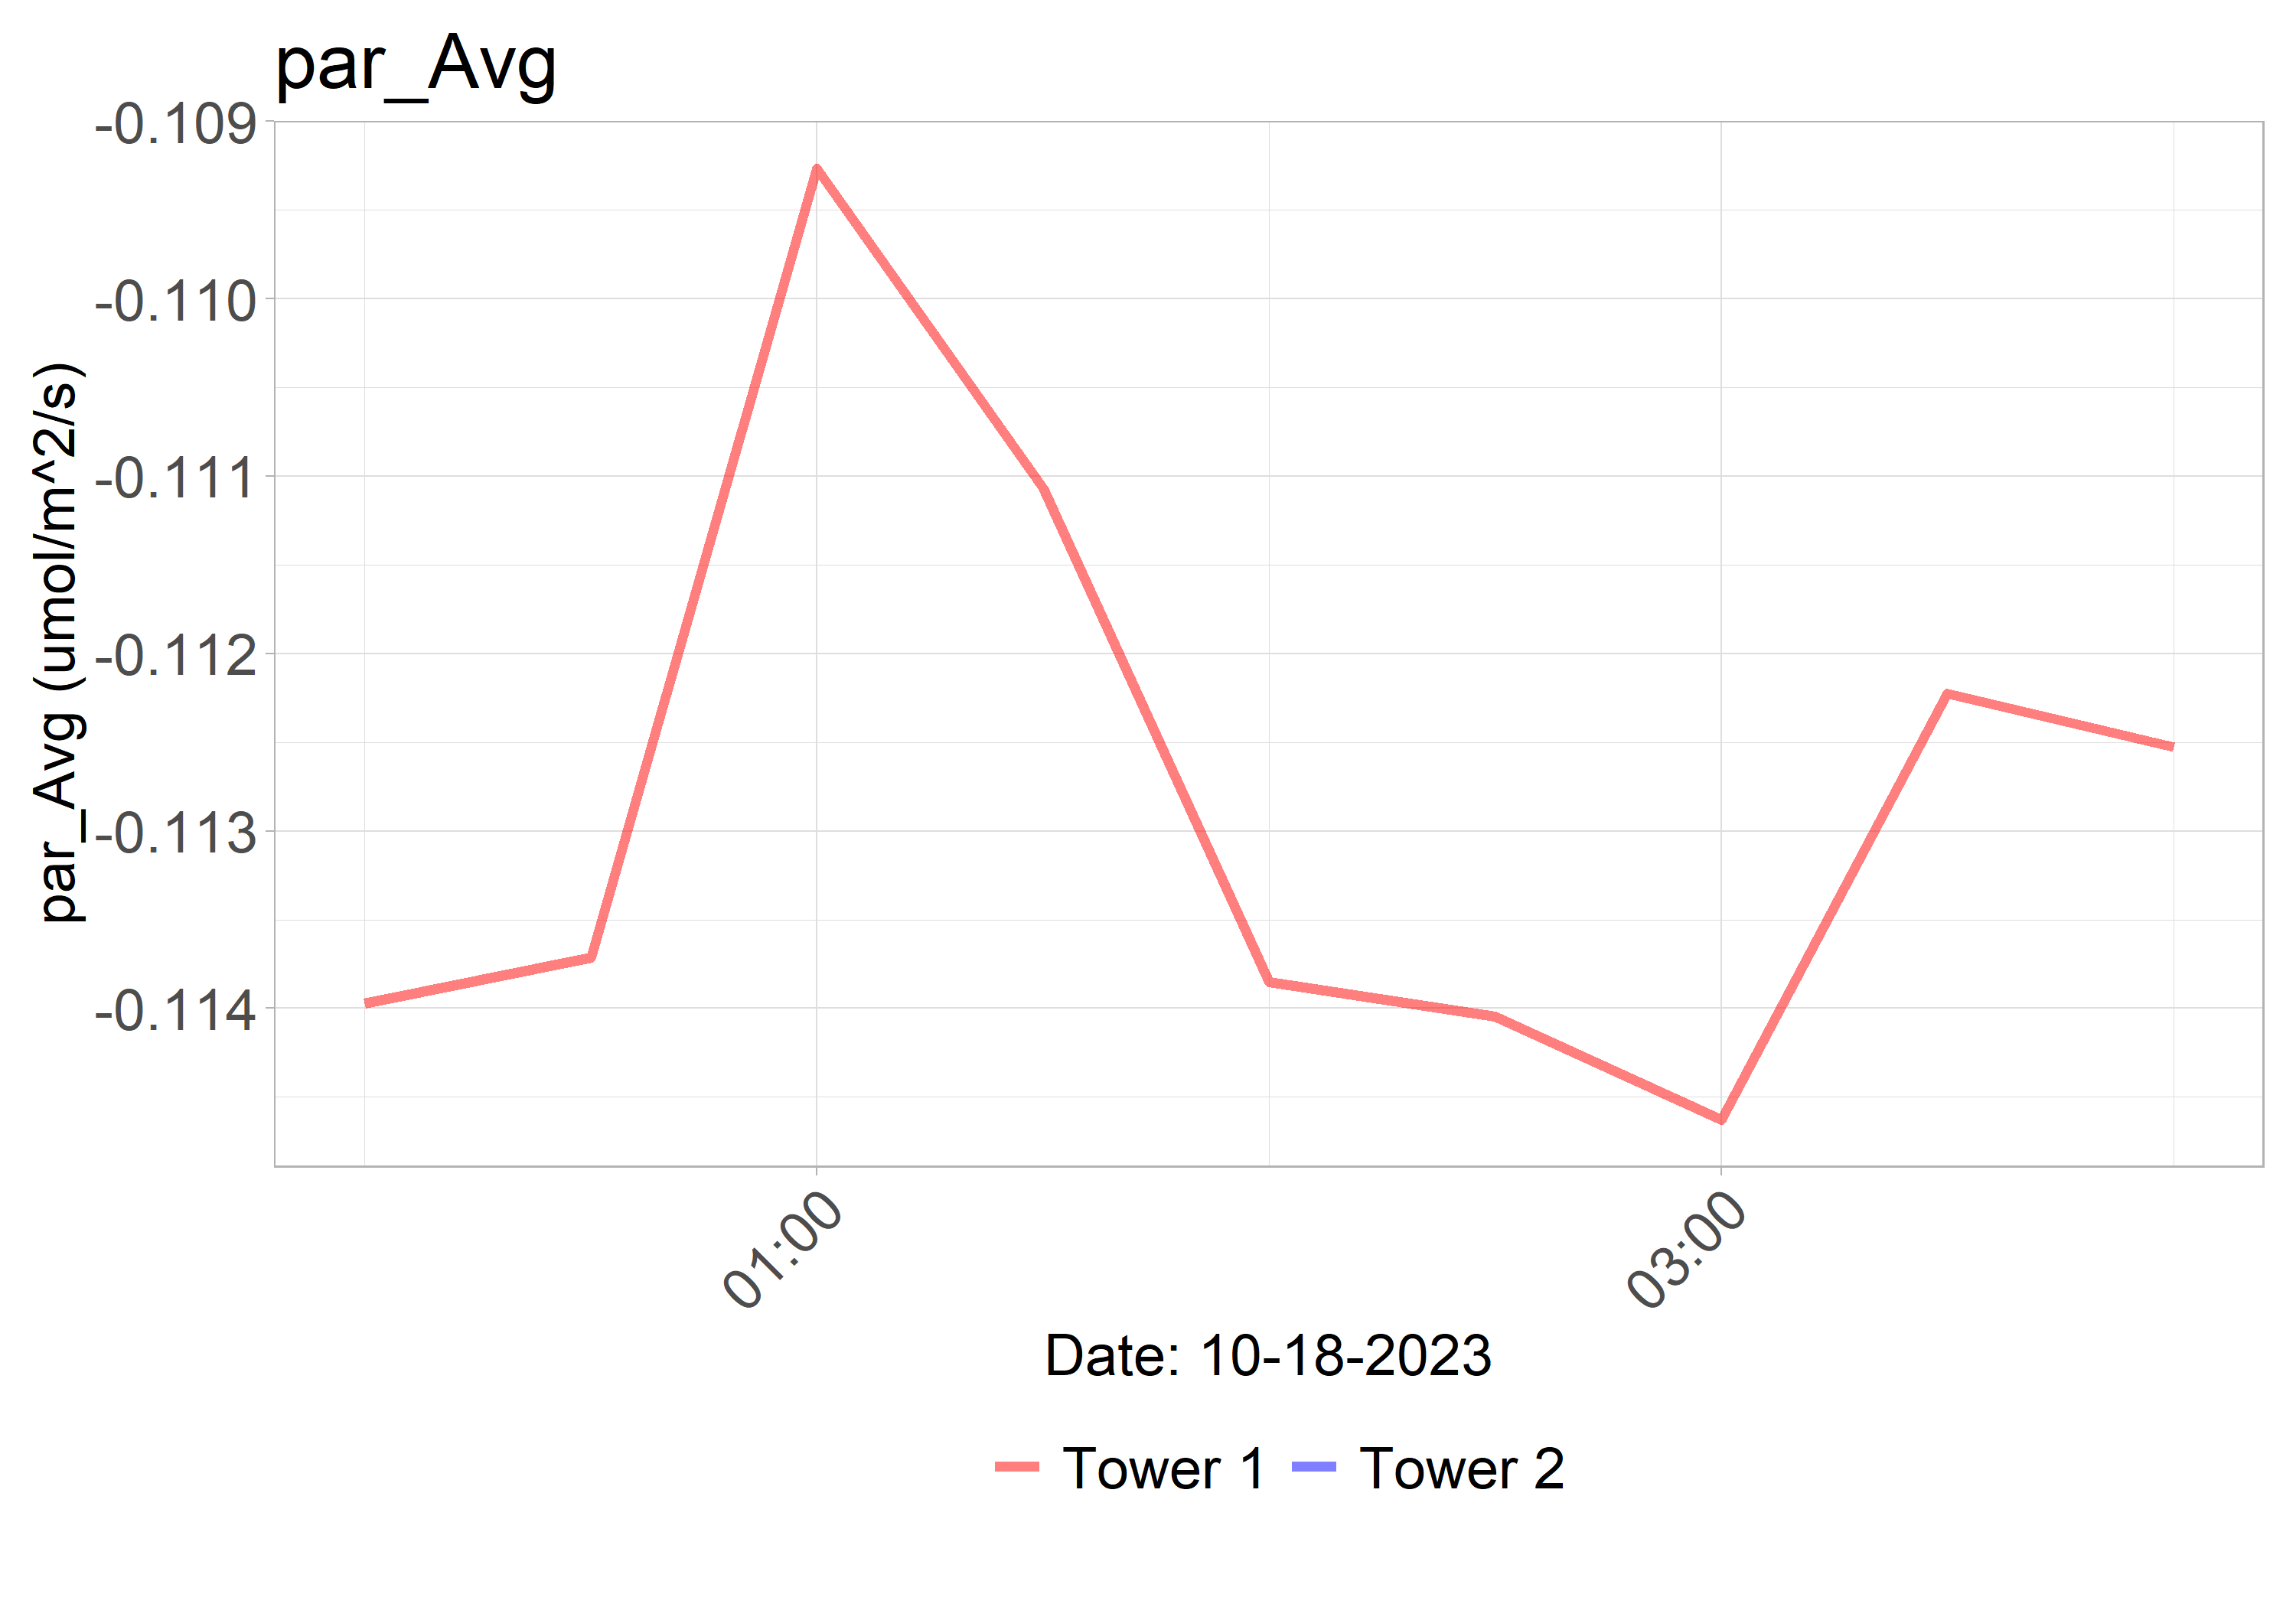 par_Avg
-0.109
-0.110
-0.111
-0.112
-0.113
-0.114
par_Avg (umol/m^2/s)
01:00
03:00
Date: 10-18-2023
Tower 1
Tower 2